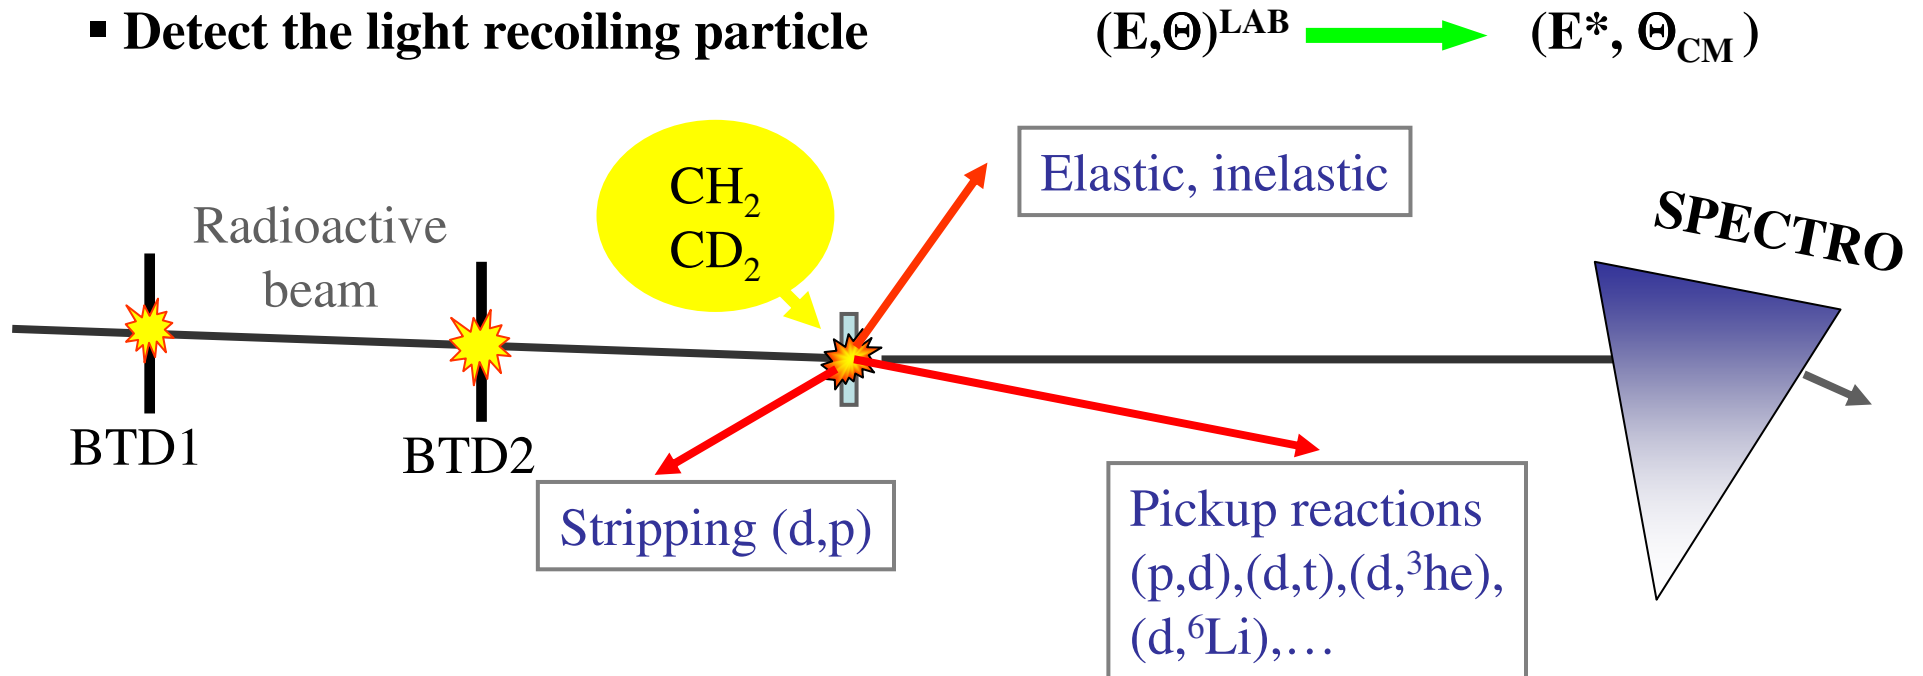 ▪ Detect the light recoiling particle
(E,Θ)ᴸᴬᴮ
(E*, Θ_CM )
CH₂
CD₂
Elastic, inelastic
SPECTRO
Radioactive
beam
BTD1
BTD2
Stripping (d,p)
Pickup reactions
(p,d),(d,t),(d,³he),
(d,⁶Li),…